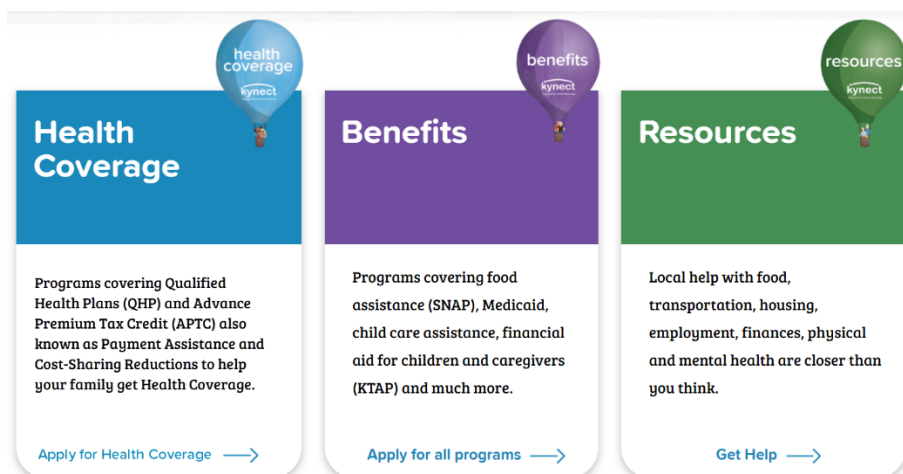 health
coverage
kynect
benefits
kynect
resources
kynect
Health
Coverage
Programs covering Qualified
Health Plans (QHP) and Advance
Premium Tax Credit (APTC) also
known as Payment Assistance and
Cost-Sharing Reductions to help
your family get Health Coverage.
Apply for Health Coverage
Benefits
Programs covering food
assistance (SNAP), Medicaid,
child care assistance, financial
aid for children and caregivers
(KTAP) and much more.
Apply for all programs
Resources
Local help with food,
transportation, housing,
employment, finances, physical
and mental health are closer than
you think.
Get Help